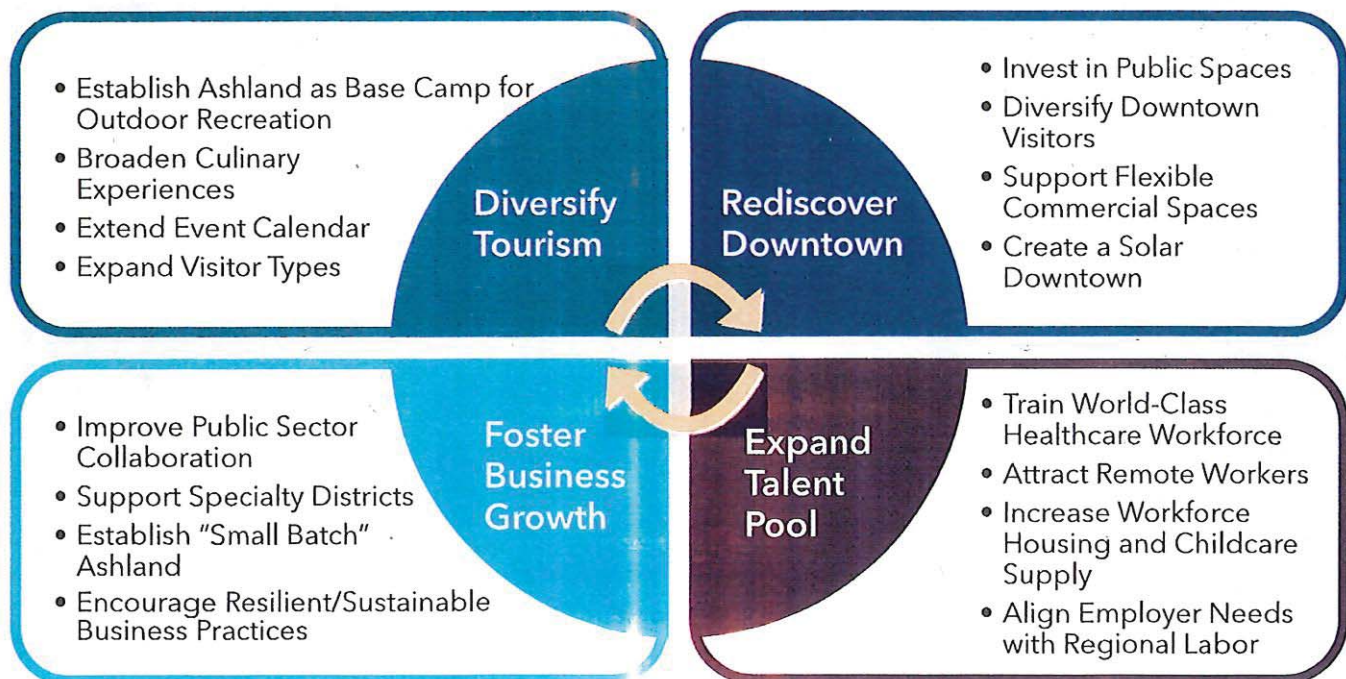 • Establish Ashland as Base Camp for
Outdoor Recreation
• Broaden Culinary
Experiences
• Extend Event Calendar
• Expand Visitor Types
Diversify
Tourism
Rediscover
Downtown
• Invest in Public Spaces
• Diversify Downtown
Visitors
• Support Flexible
Commercial Spaces
• Create a Solar
Downtown
• Improve Public Sector
Collaboration
• Support Specialty Districts
• Establish “Small Batch”
Ashland
• Encourage Resilient/Sustainable
Business Practices
Foster
Business
Growth
Expand
Talent
Pool
• Train World-Class
Healthcare Workforce
• Attract Remote Workers
• Increase Workforce
Housing and Childcare
Supply
• Align Employer Needs
with Regional Labor